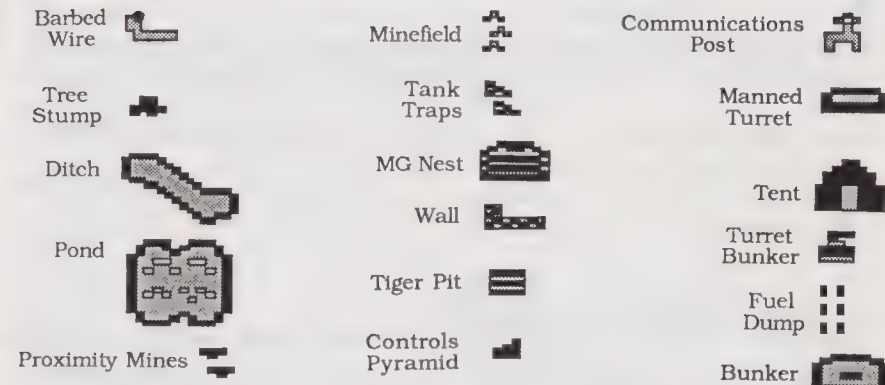 Barbed
Wire
Tree
Stump
Ditch
Pond
Proximity Mines
Minefield
Tank
Traps
MG Nest
Wall
Tiger Pit
Controls
Pyramid
Communications
Post
Manned
Turret
Tent
Turret
Bunker
Fuel
Dump
Bunker